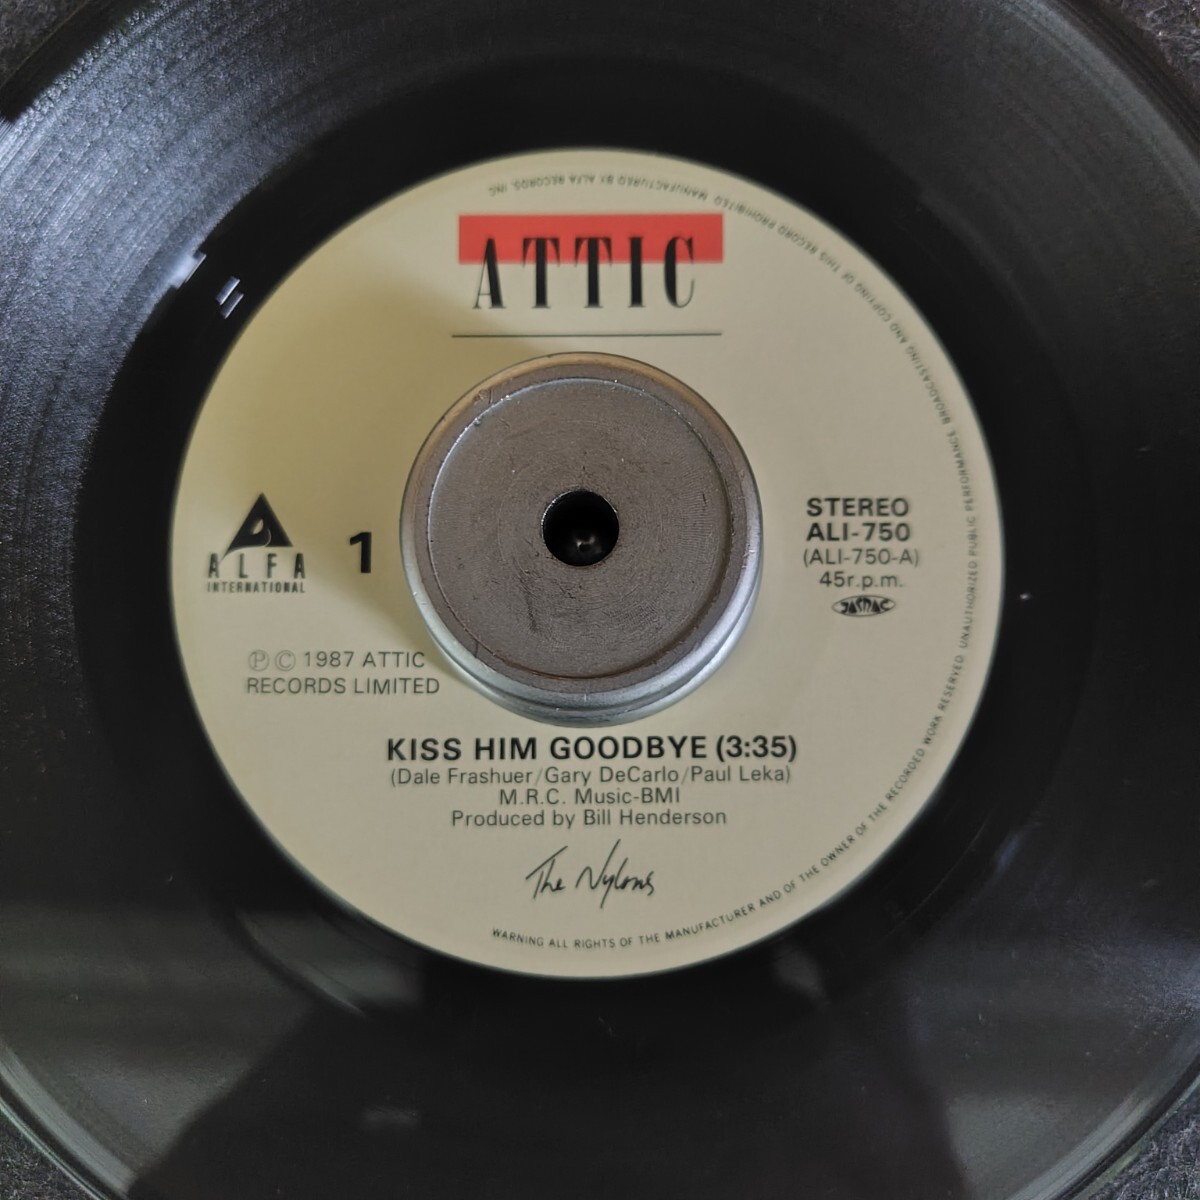 ATTIC
ALFA
INTERNATIONAL
1
STEREO
ALI-750
(ALI-750-A)
45r.p.m.
JASRAC
Ⓟ © 1987 ATTIC
RECORDS LIMITED
KISS HIM GOODBYE (3:35)
(Dale Frashuer/Gary DeCarlo/Paul Leka)
M.R.C. Music-BMI
Produced by Bill Henderson
The Nylons
WARNING ALL RIGHTS OF THE MANUFACTURER AND OF THE OWNER OF THE RECORDED WORK RESERVED. UNAUTHORIZED PUBLIC PERFORMANCE BROADCASTING AND COPYING OF THIS RECORD PROHIBITED. MANUFACTURED BY ALFA RECORDS, INC.